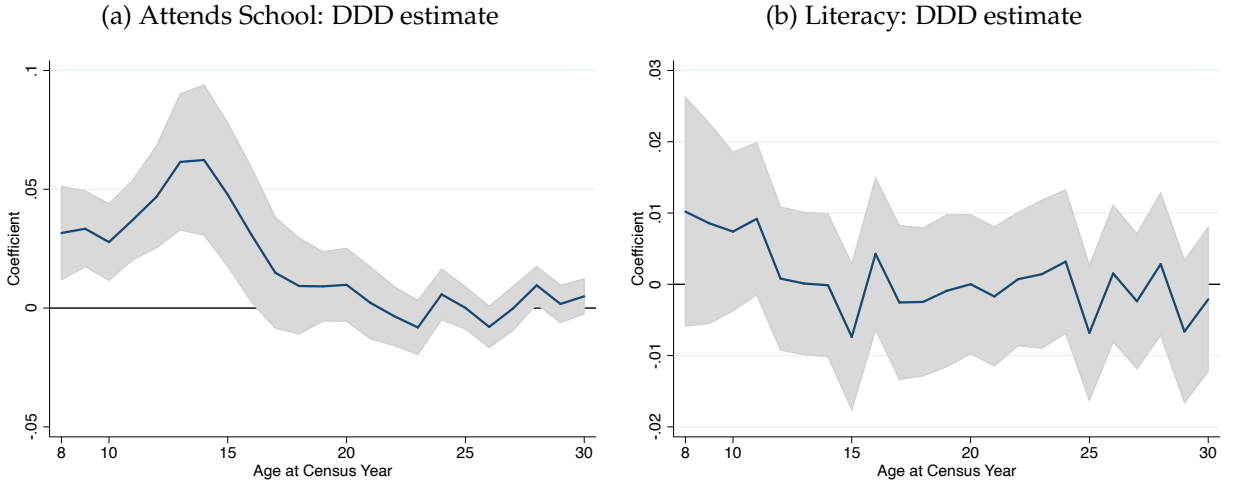 (a) Attends School: DDD estimate
.1
.05
0
-.05
Coefficient
8 10 15 20 25 30
Age at Census Year
(b) Literacy: DDD estimate
.03
.02
.01
0
-.01
-.02
Coefficient
8 10 15 20 25 30
Age at Census Year